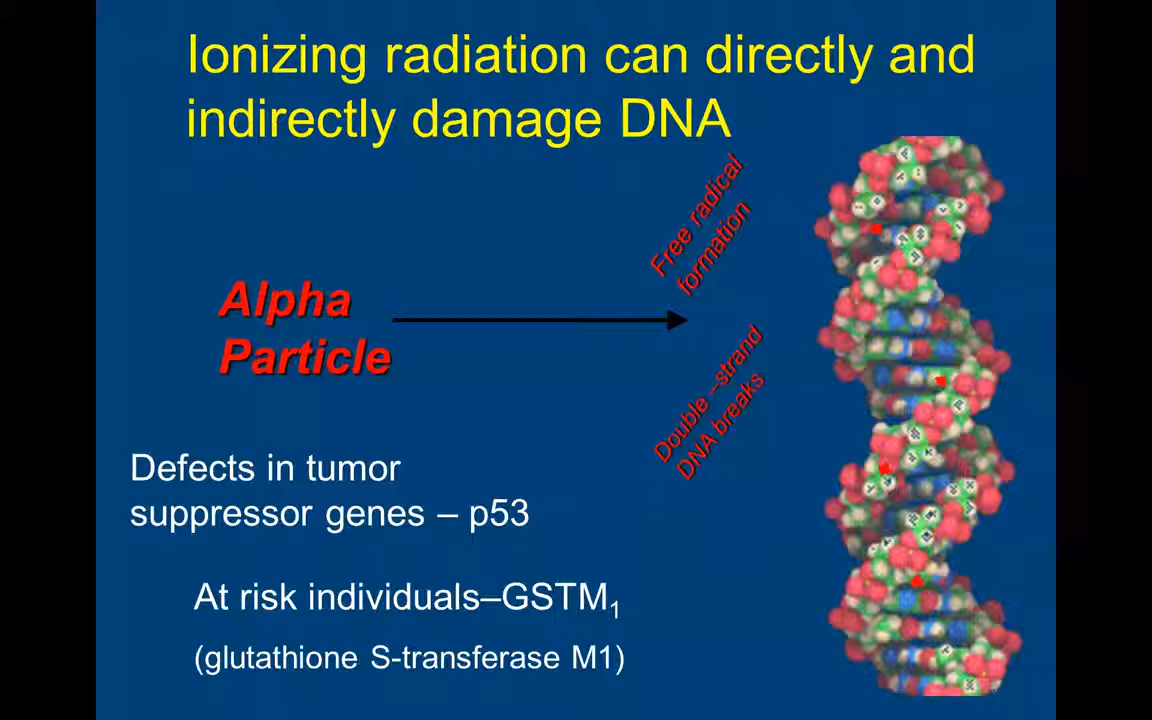 Ionizing radiation can directly and
indirectly damage DNA
Free radical
formation
Alpha
Particle
Double –strand
DNA breaks
Defects in tumor
suppressor genes – p53
At risk individuals–GSTM1
(glutathione S-transferase M1)